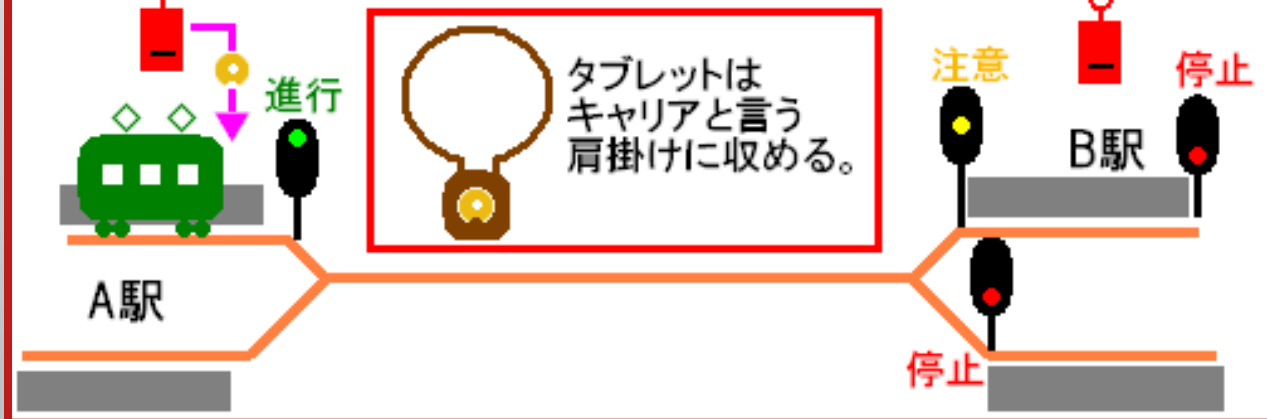 進行
タブレットは
キャリアと言う
肩掛けに収める。
注意
停止
B駅
A駅
停止